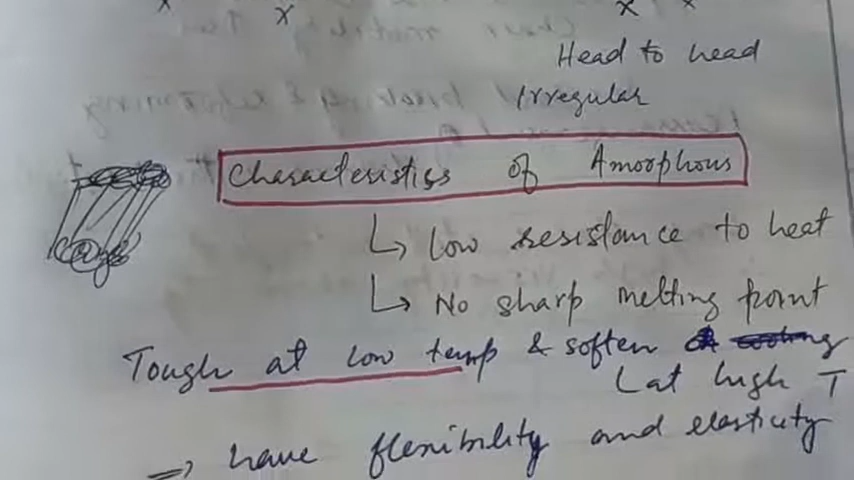 x x x x
Head to head
Irregular
Characteristics of Amorphous
↳ Low resistance to heat
↳ No sharp melting point
Tough at low temp & soften
↳ at high T
⇒ have flexibility and elasticity